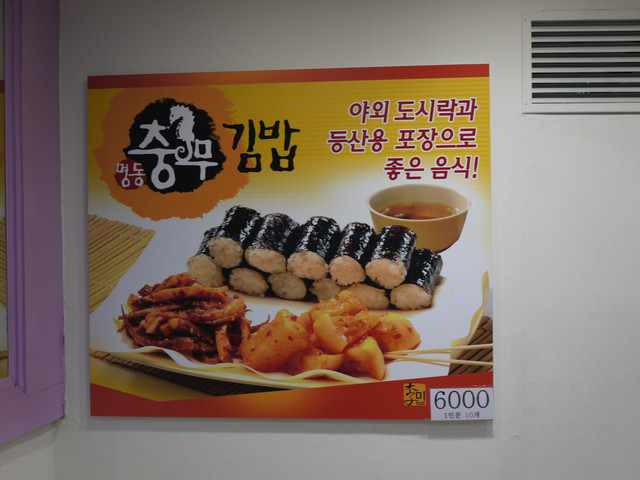 명동 충무 김밥
야외 도시락과
등산용 포장으로
좋은 음식!
6000
1인분 10개